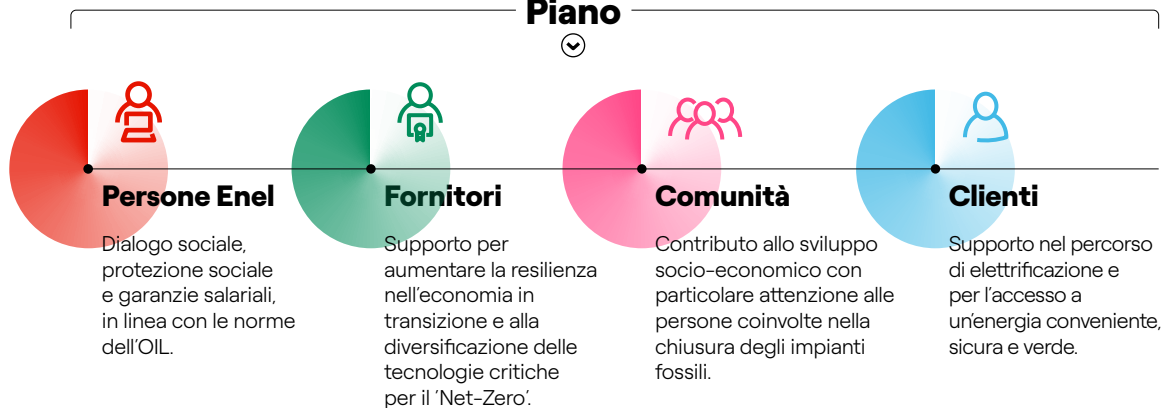 Piano
Persone Enel
Dialogo sociale,
protezione sociale
e garanzie salariali,
in linea con le norme
dell’OIL.
Fornitori
Supporto per
aumentare la resilienza
nell’economia in
transizione e alla
diversificazione delle
tecnologie critiche
per il ‘Net-Zero’.
Comunità
Contributo allo sviluppo
socio-economico con
particolare attenzione alle
persone coinvolte nella
chiusura degli impianti
fossili.
Clienti
Supporto nel percorso
di elettrificazione e
per l’accesso a
un’energia conveniente,
sicura e verde.